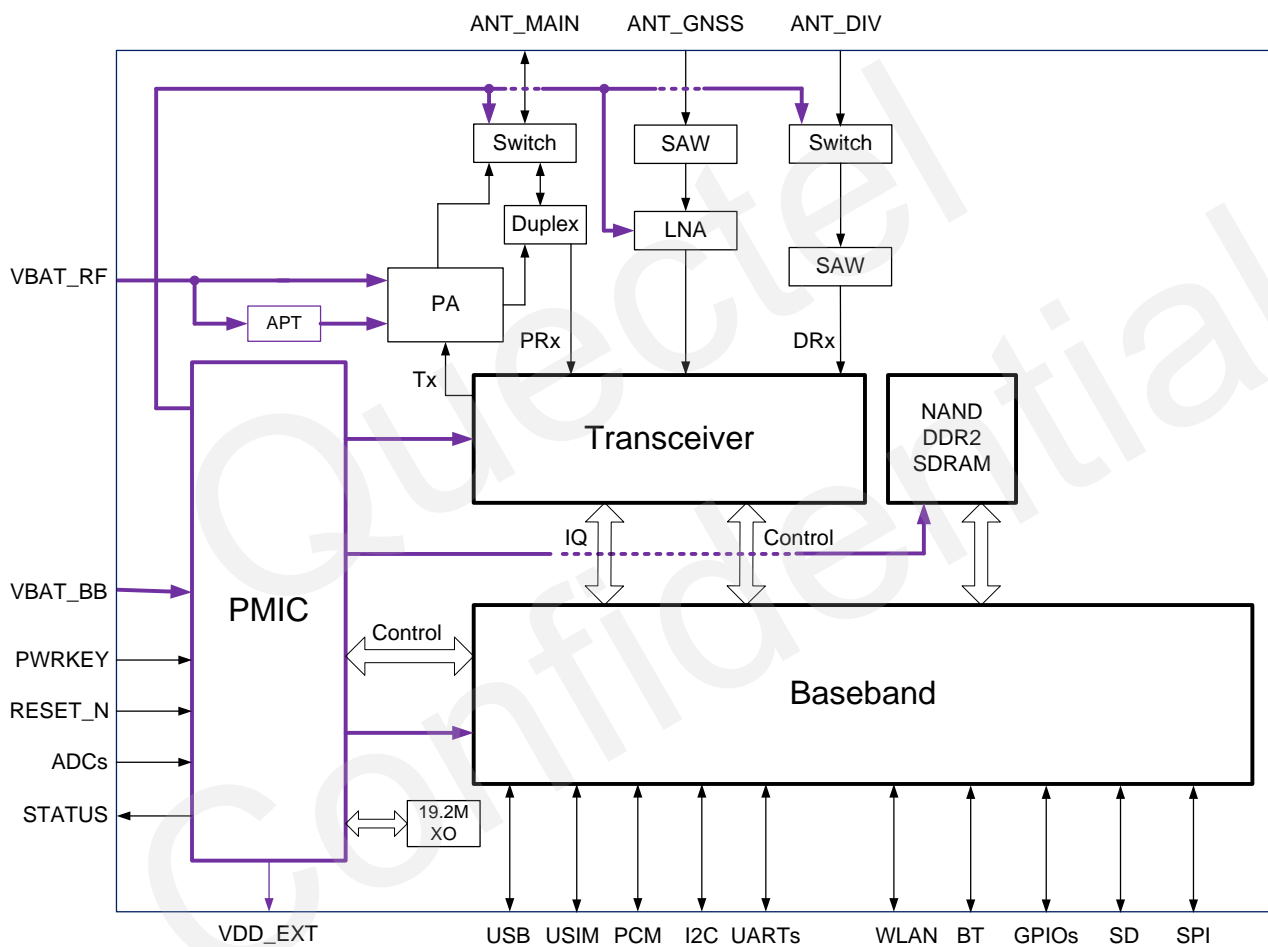 ANT_MAIN
ANT_GNSS
ANT_DIV
Switch
SAW
Switch
Duplex
LNA
SAW
VBAT_RF
PA
APT
PRx
DRx
Tx
NAND
DDR2
SDRAM
Transceiver
IQ
Control
VBAT_BB
PMIC
Control
PWRKEY
Baseband
RESET_N
ADCs
STATUS
19.2M
XO
VDD_EXT
USB
USIM
PCM
I2C
UARTs
WLAN
BT
GPIOs
SD
SPI
Quectel
Confidential